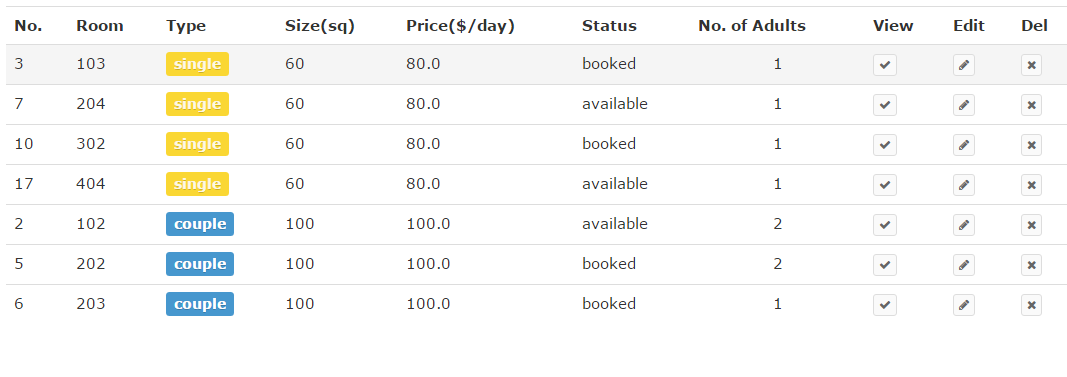 No. Room Type Size(sq) Price($/day) Status No. of Adults View Edit Del
3 103 single 60 80.0 booked 1
7 204 single 60 80.0 available 1
10 302 single 60 80.0 booked 1
17 404 single 60 80.0 available 1
2 102 couple 100 100.0 available 2
5 202 couple 100 100.0 booked 2
6 203 couple 100 100.0 booked 1